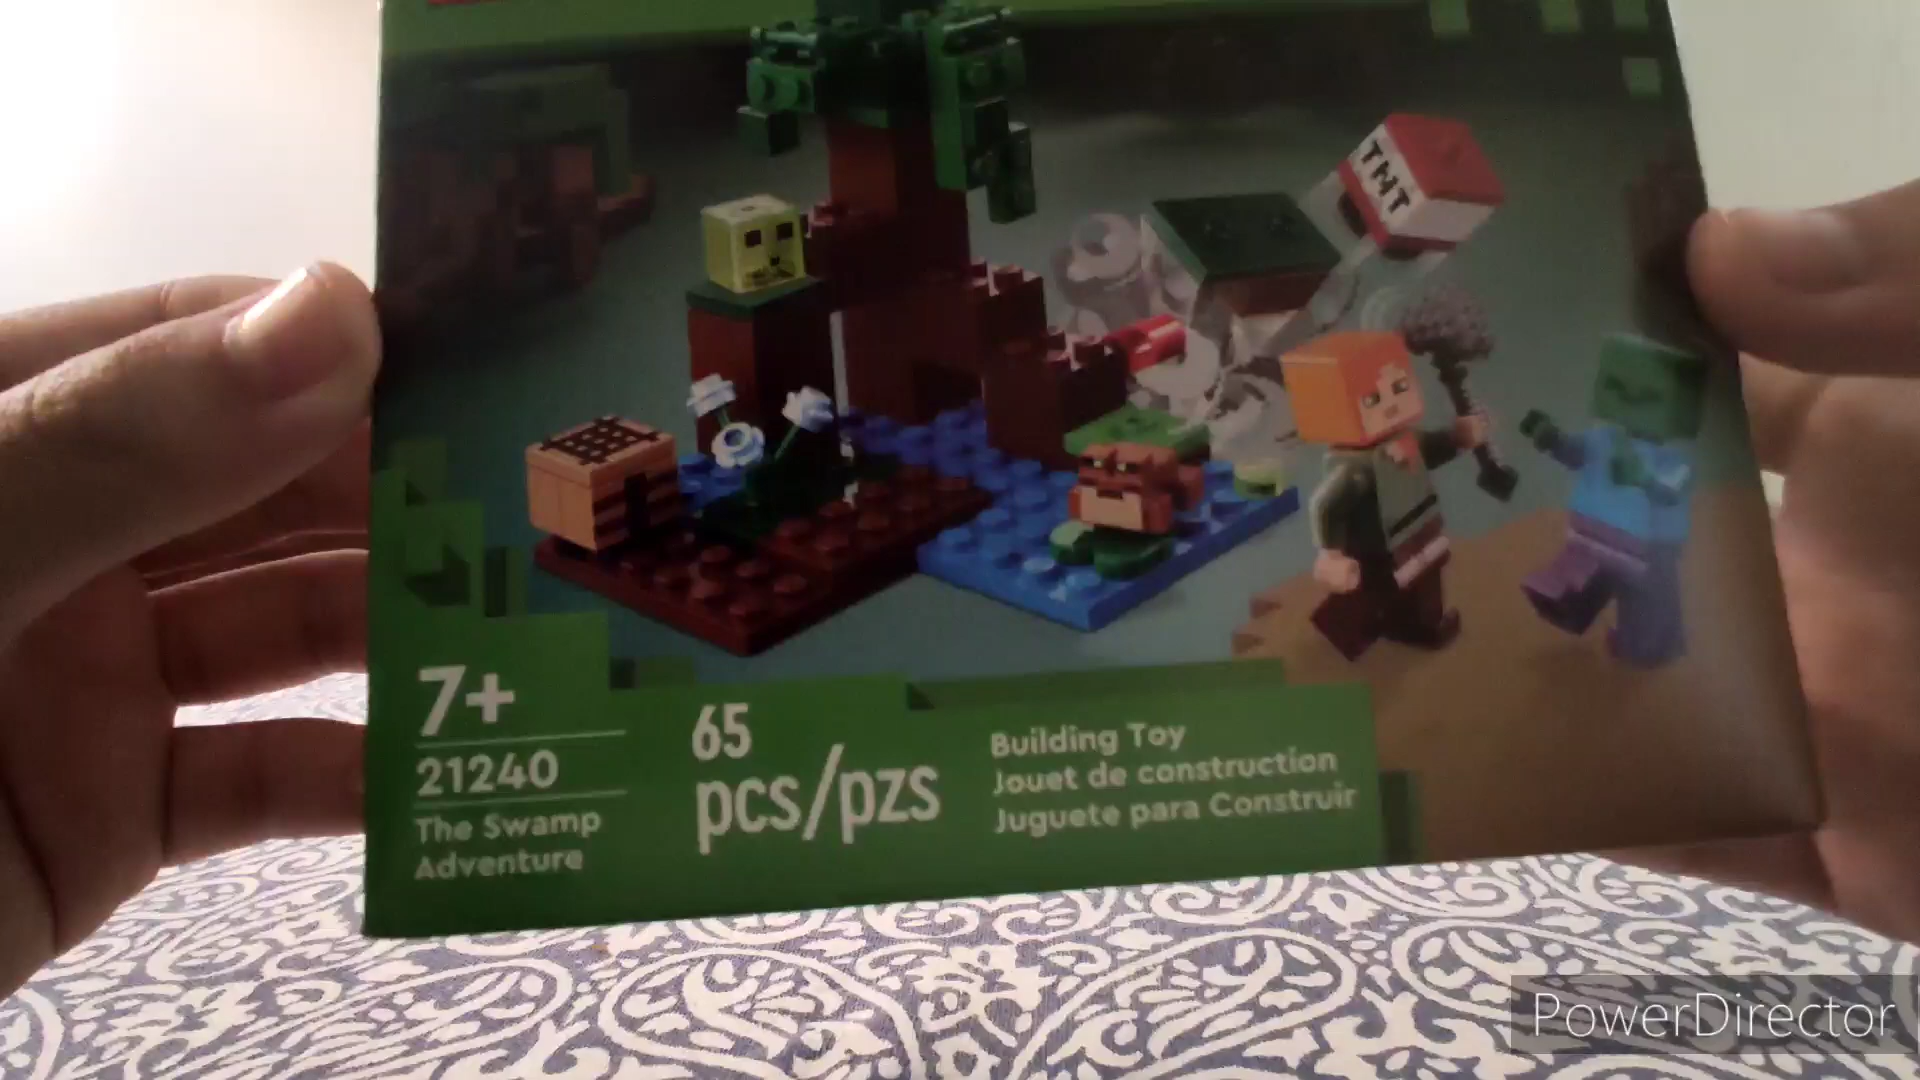 TNT
7+
21240
The Swamp
Adventure
65
pcs/pzs
Building Toy
Jouet de construction
Juguete para Construir
PowerDirector